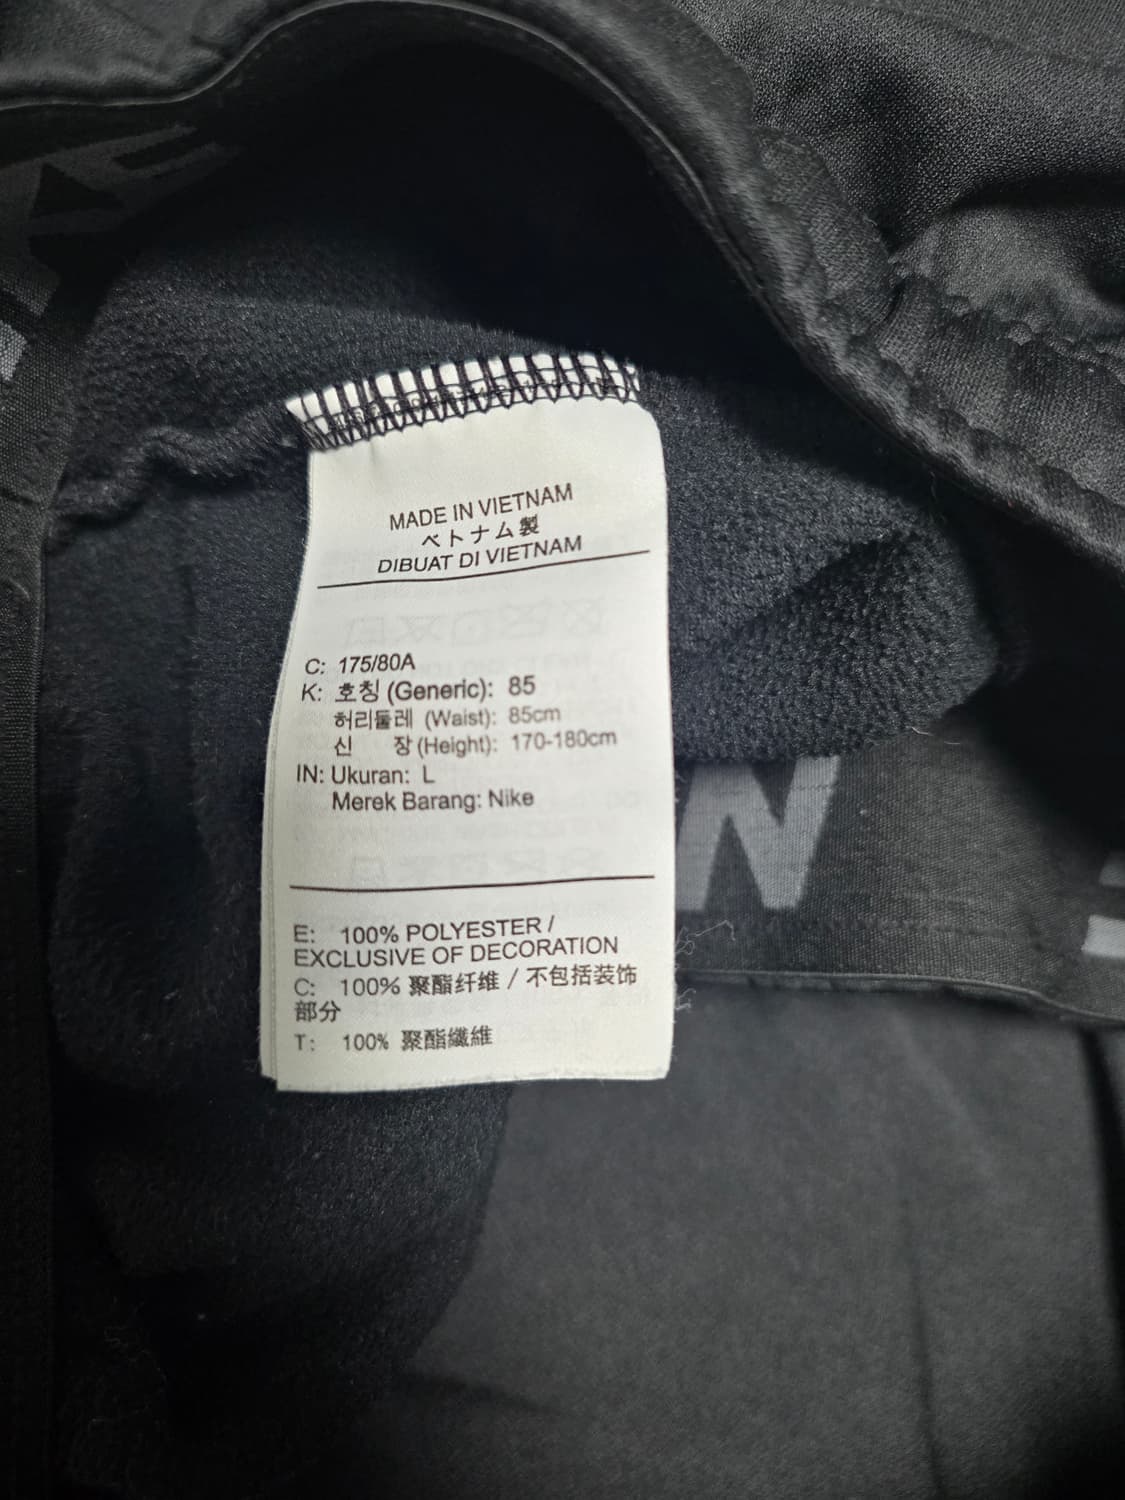 MADE IN VIETNAM
ベトナム製
DIBUAT DI VIETNAM
C: 175/80A
K: 호칭 (Generic): 85
허리둘레 (Waist): 85cm
신 장 (Height): 170-180cm
IN: Ukuran: L
Merek Barang: Nike
E: 100% POLYESTER /
EXCLUSIVE OF DECORATION
C: 100% 聚酯纤维 / 不包括装饰
部分
T: 100% 聚酯纖維
N